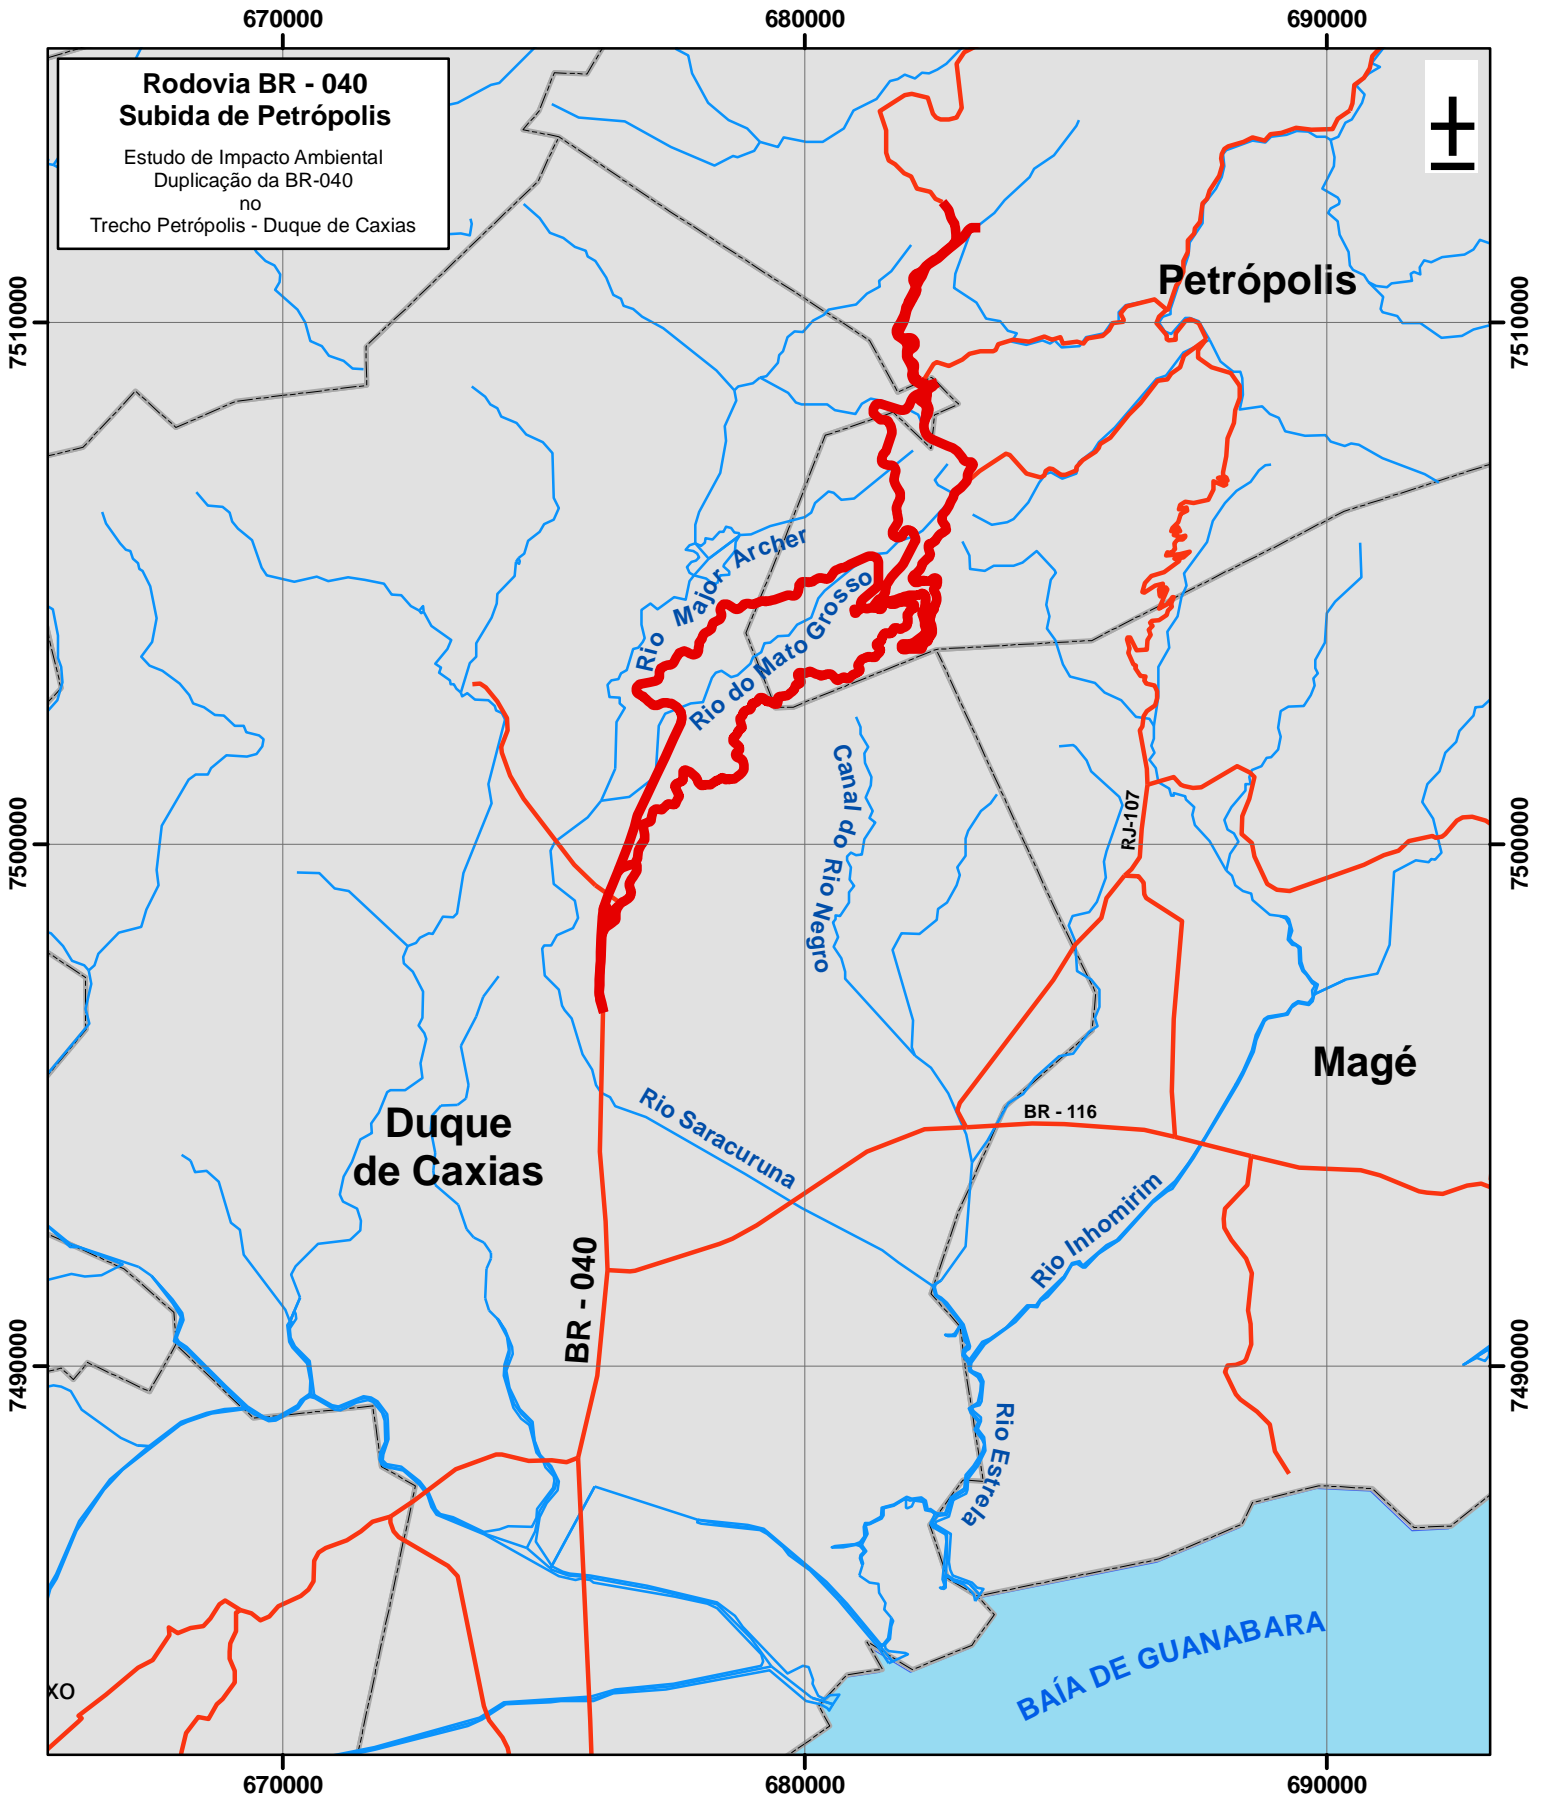 670000
680000
690000
Rodovia BR - 040
Subida de Petrópolis
Estudo de Impacto Ambiental
Duplicação da BR-040
no
Trecho Petrópolis - Duque de Caxias
Petrópolis
7510000
7510000
Rio Major Archer
Rio do Mato Grosso
Canal do Rio Negro
RJ-107
7500000
7500000
Magé
Duque
de Caxias
BR - 116
Rio Saracuruna
Rio Inhomirim
BR - 040
7490000
7490000
Rio Estrela
BAÍA DE GUANABARA
XO
670000
680000
690000